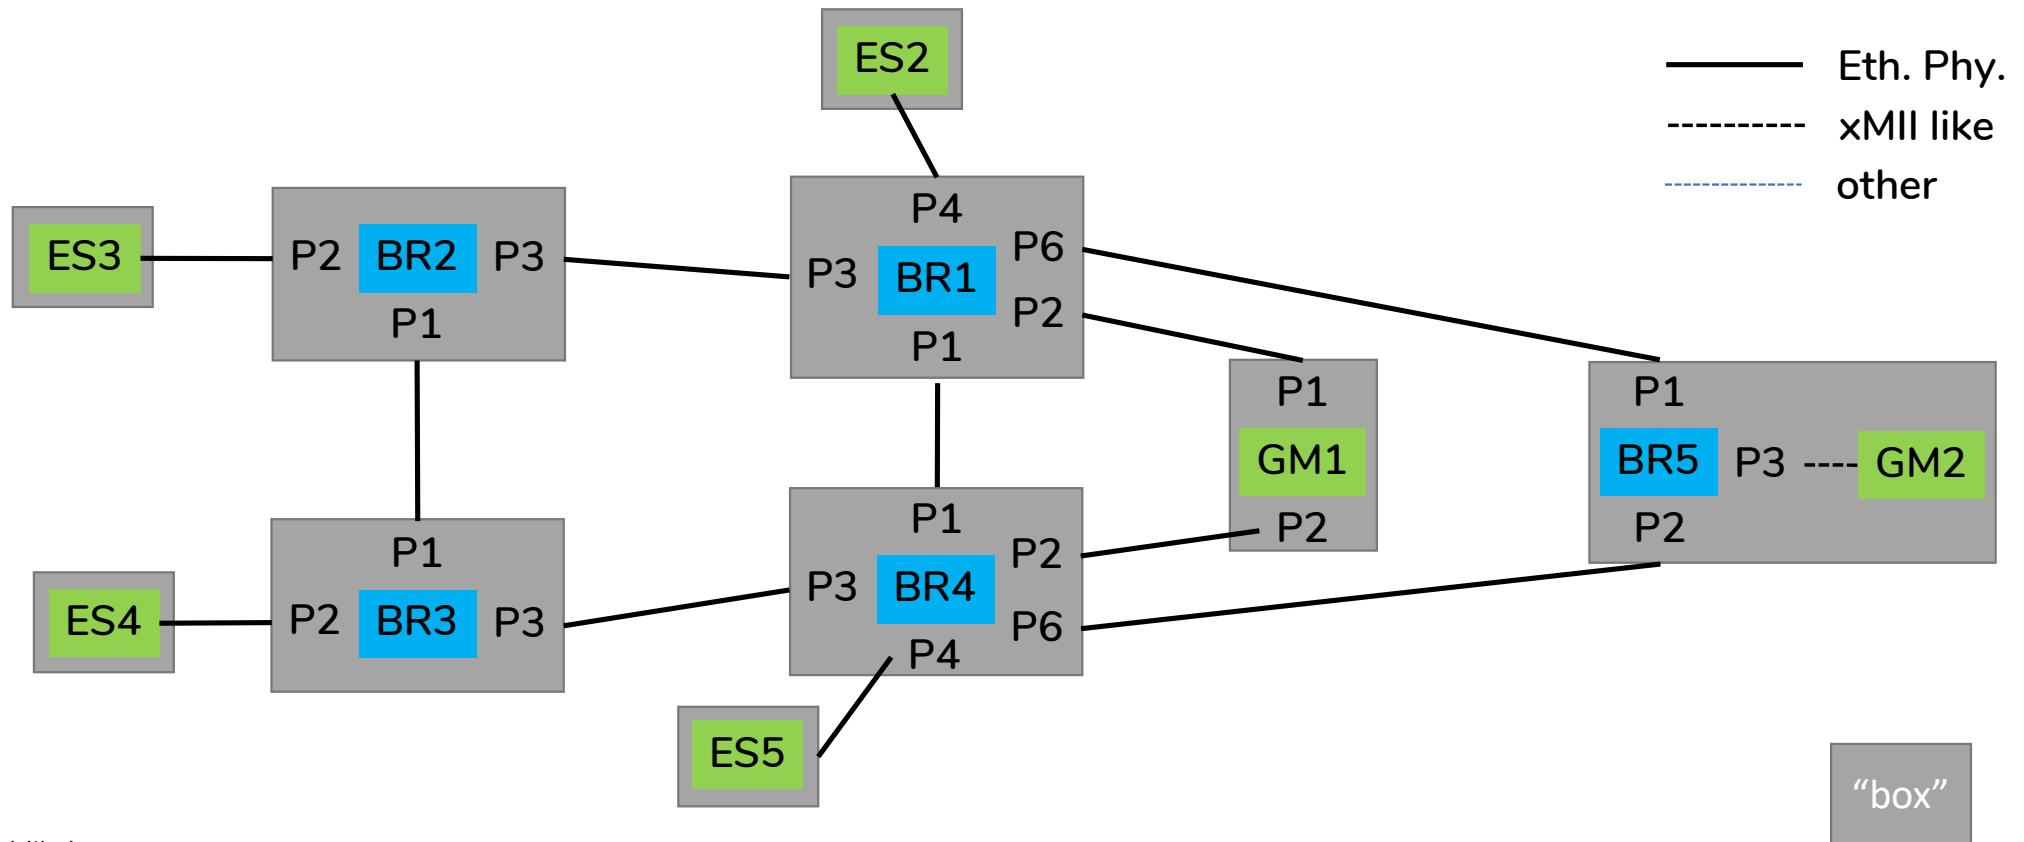 ES2
Eth. Phy.
xMII like
other
P4
ES3
P2 BR2 P3
P1
P3 BR1 P6
P2
P1
P1
GM1
P2
P1
BR5 P3 GM2
P2
P1
P2 BR3 P3
ES4
P1
P3 BR4 P2
P6
P4
ES5
“box”